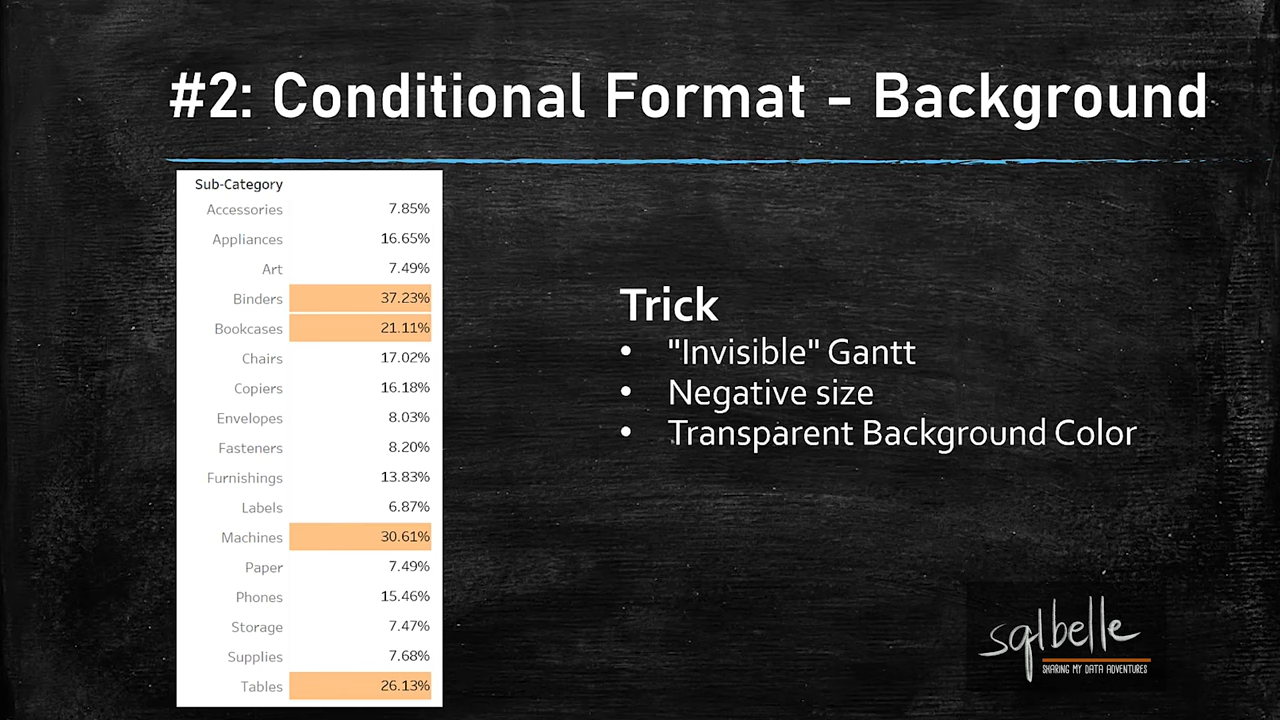 #2: Conditional Format - Background
Sub-Category
Accessories 7.85%
Appliances 16.65%
Art 7.49%
Binders 37.23%
Bookcases 21.11%
Chairs 17.02%
Copiers 16.18%
Envelopes 8.03%
Fasteners 8.20%
Furnishings 13.83%
Labels 6.87%
Machines 30.61%
Paper 7.49%
Phones 15.46%
Storage 7.47%
Supplies 7.68%
Tables 26.13%
Trick
• "Invisible" Gantt
• Negative size
• Transparent Background Color
sqlbelle
SHARING MY DATA ADVENTURES